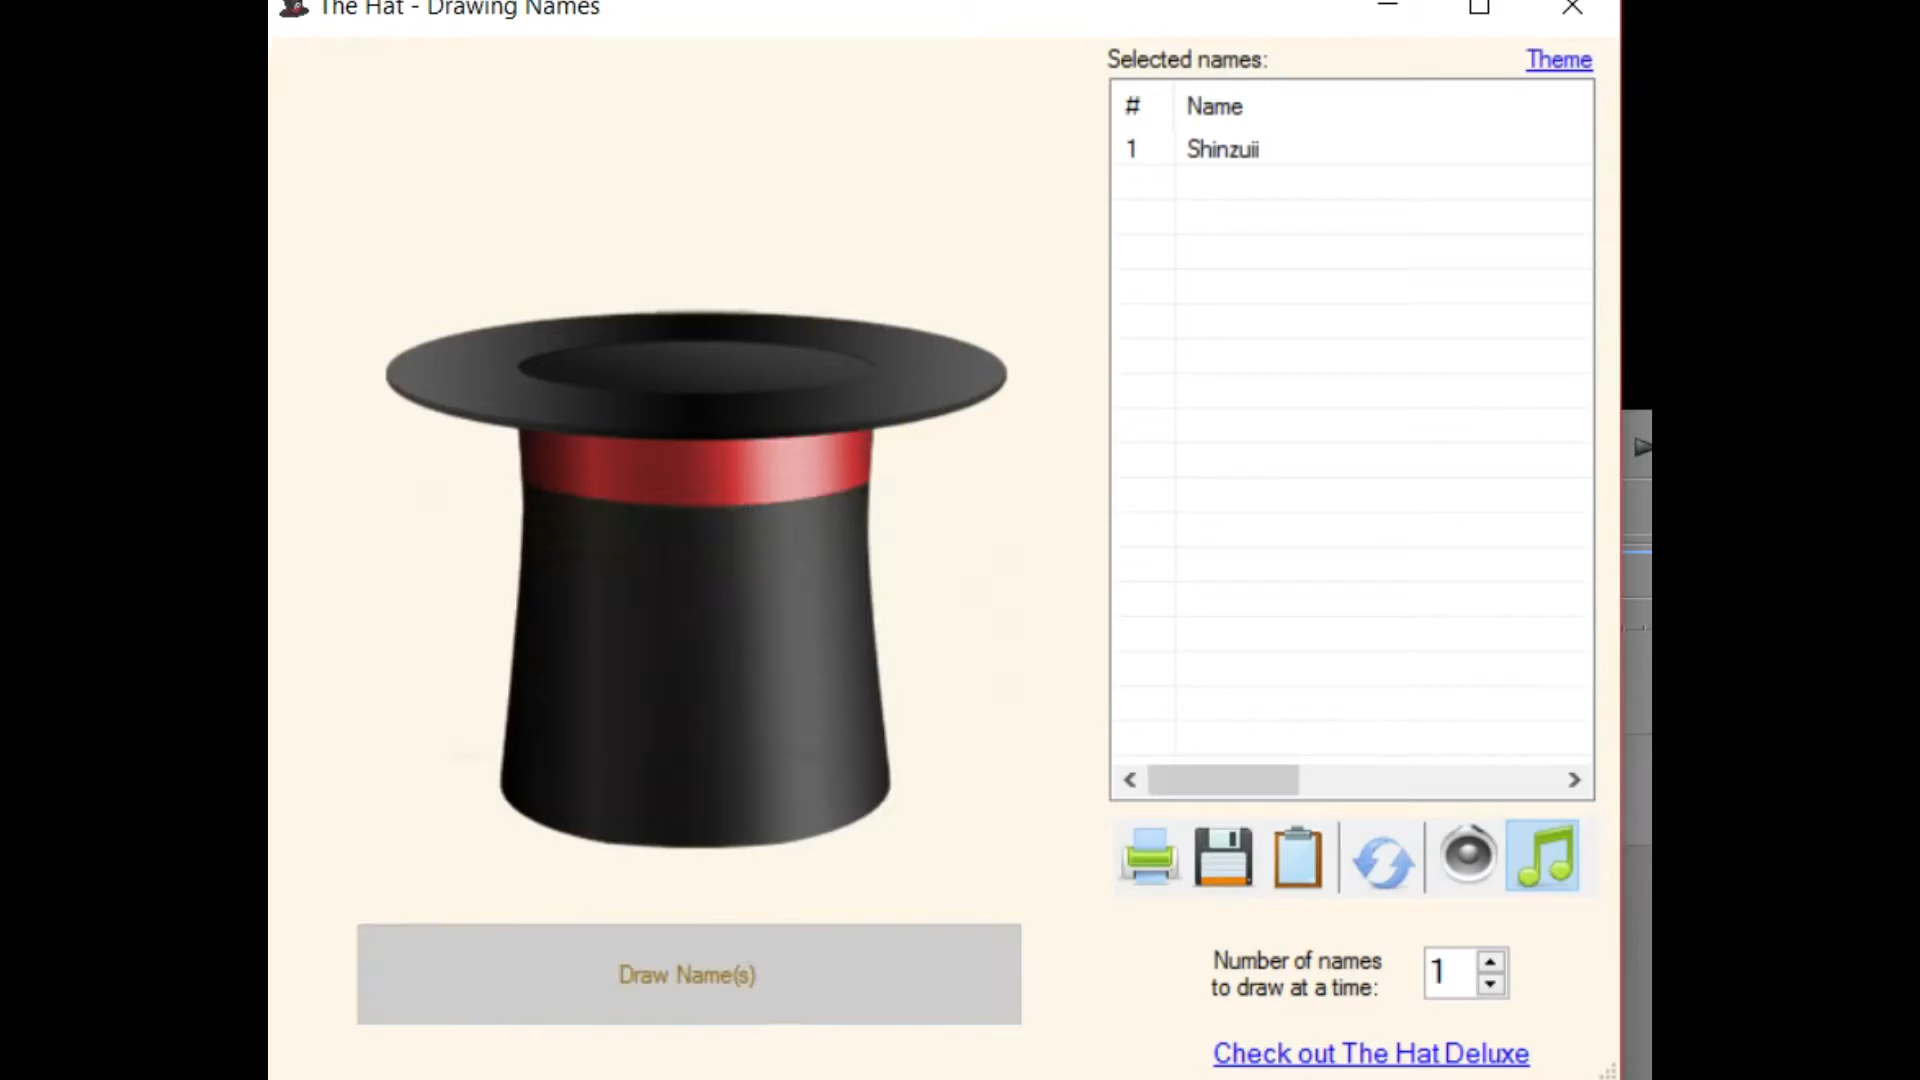 The Hat - Drawing Names
Selected names:
Theme
# Name
1 Shinzuii
Draw Name(s)
Number of names
to draw at a time:
1
Check out The Hat Deluxe